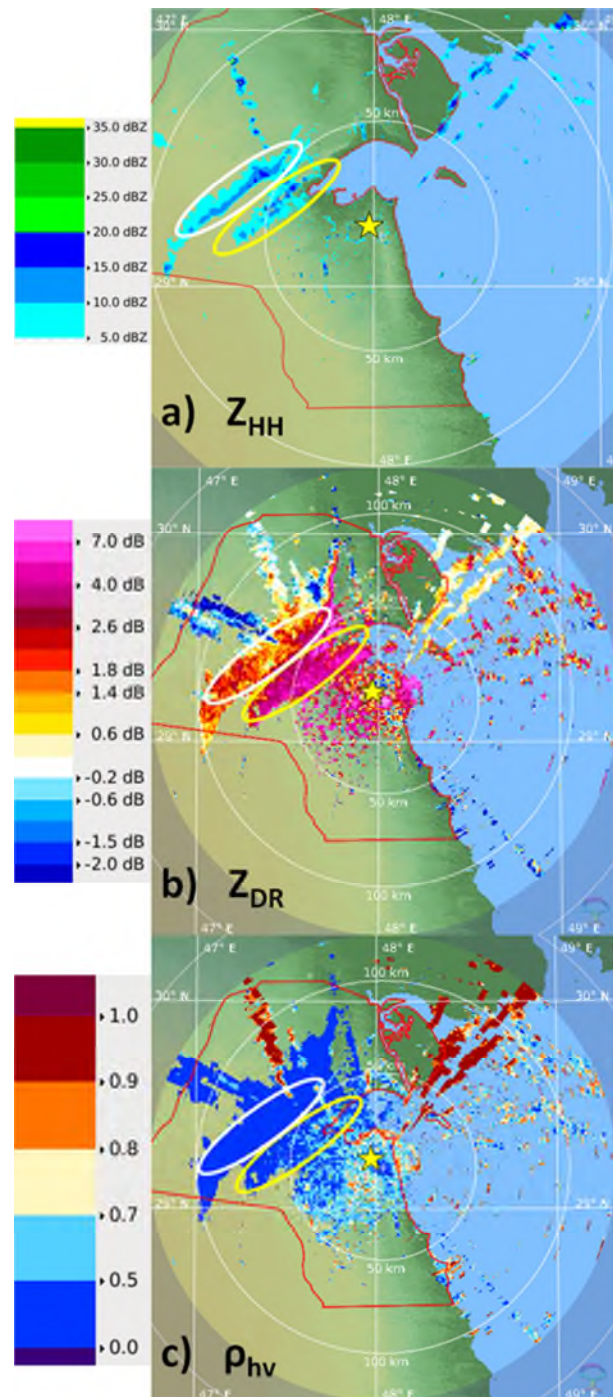 47° E
48° E
30° N
30° N
50 km
35.0 dBZ
30.0 dBZ
25.0 dBZ
20.0 dBZ
15.0 dBZ
10.0 dBZ
5.0 dBZ
29° N
29° N
50 km
a) Z_HH
48° E
47° E
48° E
49° E
100 km
30° N
30° N
7.0 dB
4.0 dB
2.6 dB
1.8 dB
1.4 dB
0.6 dB
-0.2 dB
-0.6 dB
-1.5 dB
-2.0 dB
29° N
29° N
50 km
100 km
b) Z_DR
47° E
48° E
49° E
47° E
48° E
49° E
100 km
30° N
30° N
1.0
0.9
0.8
0.7
0.5
0.0
29° N
29° N
50 km
100 km
c) ρ_hv